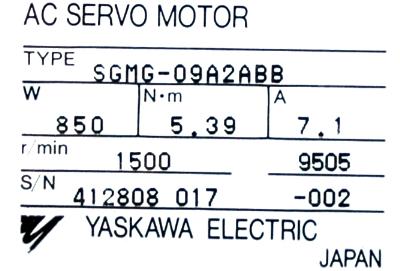 AC SERVO MOTOR
TYPE SGMG-09A2ABB
W N·m A
850 5.39 7.1
r/min 1500 9505
S/N 412808 017 -002
YASKAWA ELECTRIC
JAPAN